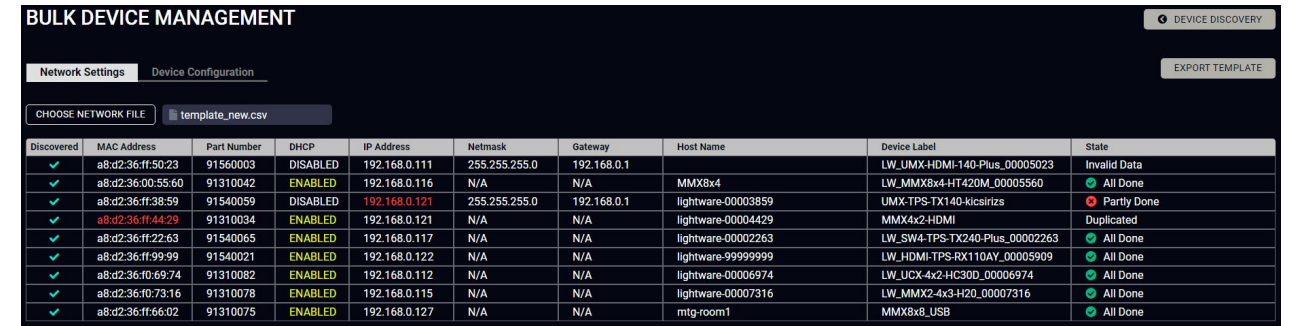 BULK DEVICE MANAGEMENT
DEVICE DISCOVERY
Network Settings Device Configuration
EXPORT TEMPLATE
CHOOSE NETWORK FILE template_new.csv
Discovered MAC Address Part Number DHCP IP Address Netmask Gateway Host Name Device Label State
a8:d2:36:ff:50:23 91560003 DISABLED 192.168.0.111 255.255.255.0 192.168.0.1 LW_UMX-HDMI-140-Plus_00005023 Invalid Data
a8:d2:36:00:55:60 91310042 ENABLED 192.168.0.116 N/A N/A MMX8x4 LW_MMX8x4-HT420M_00005560 All Done
a8:d2:36:ff:38:59 91540059 DISABLED 192.168.0.121 255.255.255.0 192.168.0.1 lightware-00003859 UMX-TPS-TX140-kicsirizs Partly Done
a8:d2:36:ff:44:29 91310034 ENABLED 192.168.0.121 N/A N/A lightware-00004429 MMX4x2-HDMI Duplicated
a8:d2:36:ff:22:63 91540065 ENABLED 192.168.0.117 N/A N/A lightware-00002263 LW_SW4-TPS-TX240-Plus_00002263 All Done
a8:d2:36:ff:99:99 91540021 ENABLED 192.168.0.122 N/A N/A lightware-99999999 LW_HDMI-TPS-RX110AY_00005909 All Done
a8:d2:36:f0:69:74 91310082 ENABLED 192.168.0.112 N/A N/A lightware-00006974 LW_UCX-4x2-HC30D_00006974 All Done
a8:d2:36:f0:73:16 91310078 ENABLED 192.168.0.115 N/A N/A lightware-00007316 LW_MMX2-4x3-H20_00007316 All Done
a8:d2:36:ff:66:02 91310075 ENABLED 192.168.0.127 N/A N/A mtg-room1 MMX8x8_USB All Done